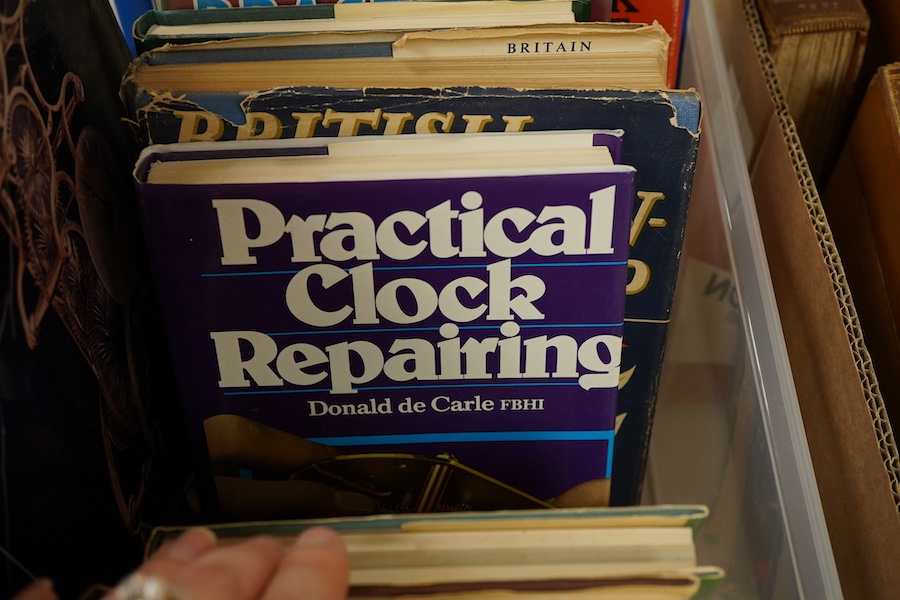 BRITAIN
BRITISH
Practical
Clock
Repairing
Donald de Carle FBHI